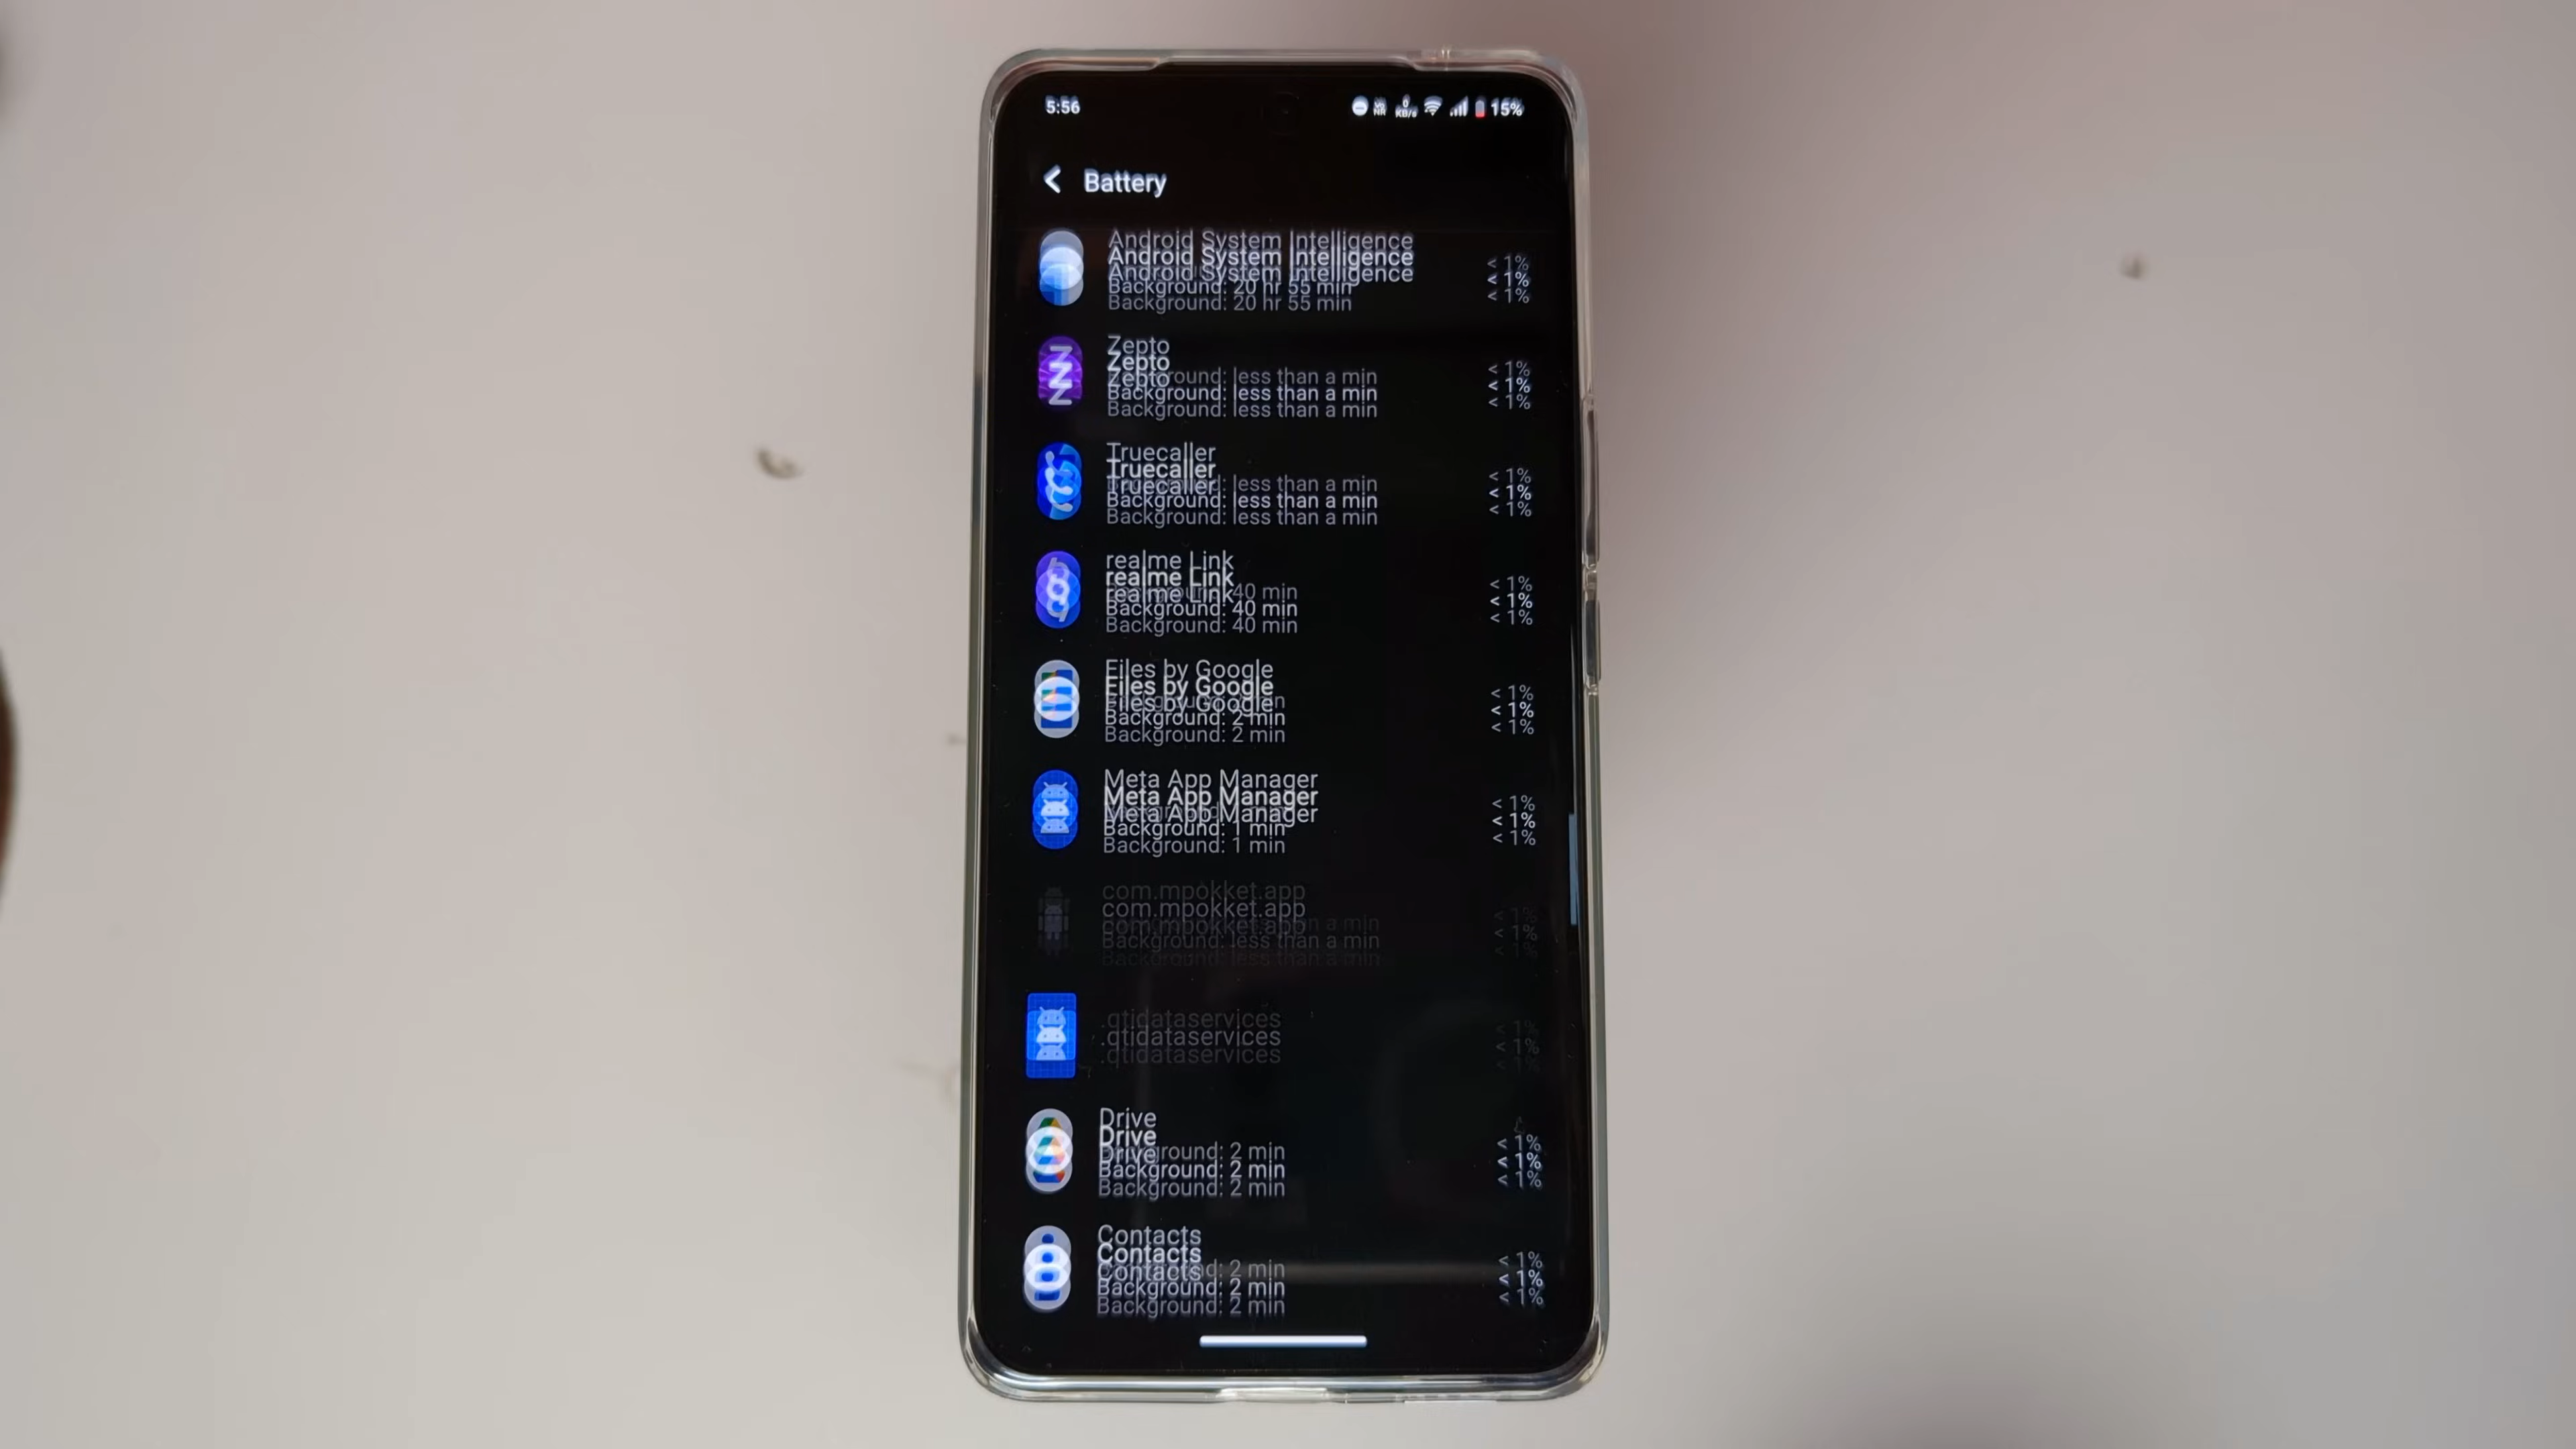 5:56
VoNR 0 KB/s 15%
Battery
Android System Intelligence
Background: 20 hr 55 min
< 1%
Zepto
Background: less than a min
< 1%
Truecaller
Background: less than a min
< 1%
realme Link
Background: 40 min
< 1%
Files by Google
Background: 2 min
< 1%
Meta App Manager
Background: 1 min
< 1%
com.mpokket.app
Background: less than a min
< 1%
.qtidataservices
< 1%
Drive
Background: 2 min
< 1%
Contacts
Background: 2 min
< 1%